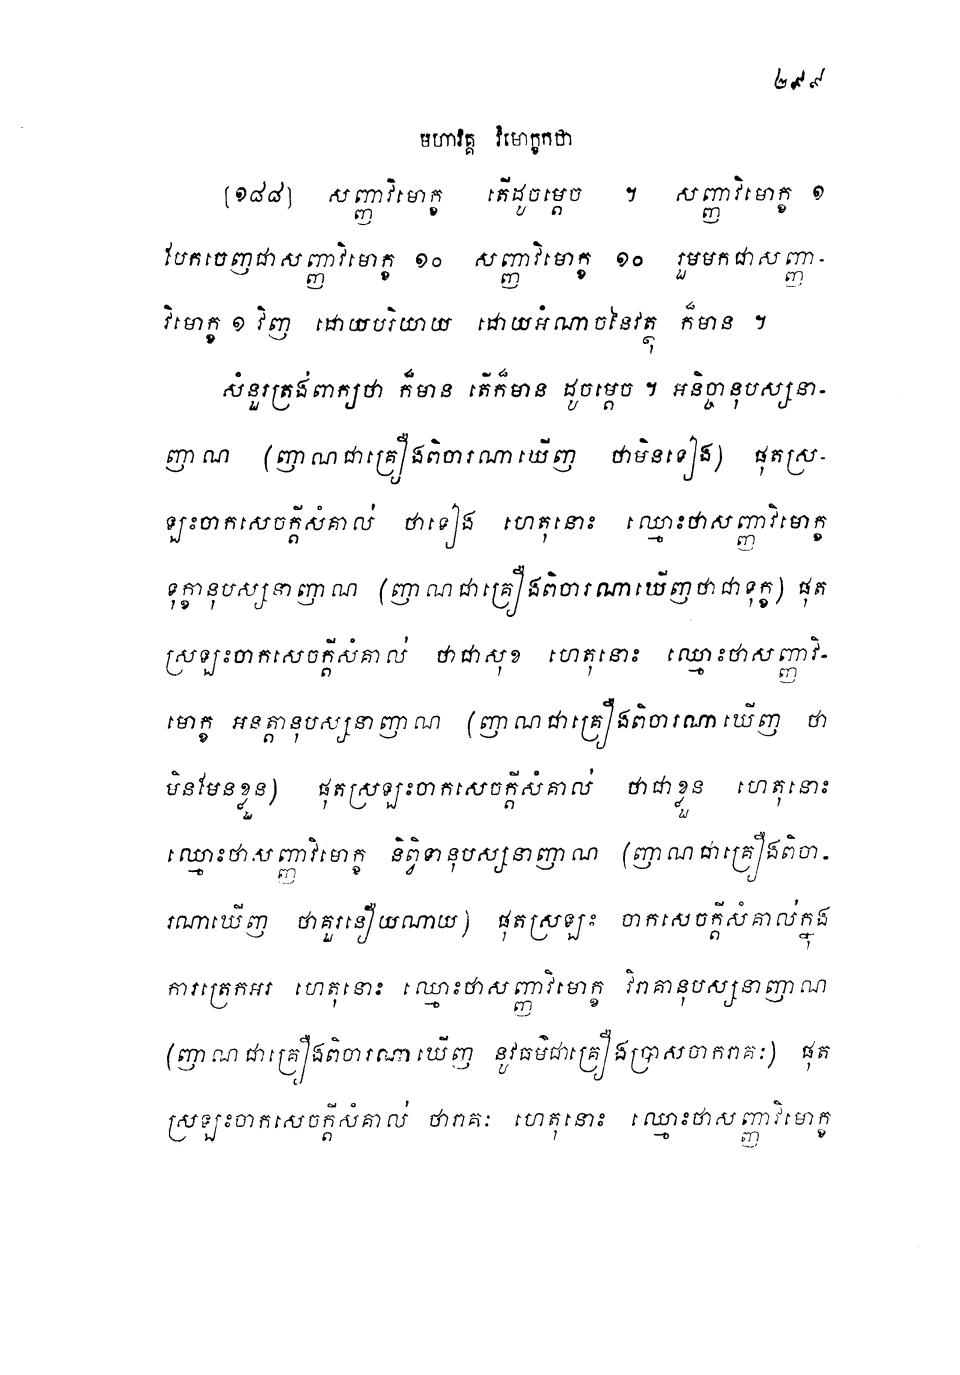 ២៩៩
មហាវគ្គ វិមោក្ខកថា
[១៨៨] សញ្ញាវិមោក្ខ តើដូចម្តេច ។ សញ្ញាវិមោក្ខ ១
បែកចេញជាសញ្ញាវិមោក្ខ ១០ សញ្ញាវិមោក្ខ ១០ រួមមកជាសញ្ញា-
វិមោក្ខ ១ វិញ ដោយបរិយាយ ដោយអំណាចនៃវត្ថុ ក៏មាន ។
សំនួរត្រង់ពាក្យថា ក៏មាន តើក៏មាន ដូចម្តេច ។ អនិច្ចានុបស្សនា-
ញាណ (ញាណជាគ្រឿងពិចារណាឃើញ ថាមិនទៀង) ផុតស្រ-
ឡះចាកសេចក្តីសំគាល់ ថាទៀង ហេតុនោះ ឈ្មោះថាសញ្ញាវិមោក្ខ
ទុក្ខានុបស្សនាញាណ (ញាណជាគ្រឿងពិចារណាឃើញថាជាទុក្ខ) ផុត
ស្រឡះចាកសេចក្តីសំគាល់ ថាជាសុខ ហេតុនោះ ឈ្មោះថាសញ្ញាវិ-
មោក្ខ អនត្តានុបស្សនាញាណ (ញាណជាគ្រឿងពិចារណាឃើញ ថា
មិនមែនខ្លួន) ផុតស្រឡះចាកសេចក្តីសំគាល់ ថាជាខ្លួន ហេតុនោះ
ឈ្មោះថាសញ្ញាវិមោក្ខ និព្វិទានុបស្សនាញាណ (ញាណជាគ្រឿងពិចា-
រណាឃើញ ថាគួរនឿយណាយ) ផុតស្រឡះ ចាកសេចក្តីសំគាល់ក្នុង
ការត្រេកអរ ហេតុនោះ ឈ្មោះថាសញ្ញាវិមោក្ខ វិរាគានុបស្សនាញាណ
(ញាណជាគ្រឿងពិចារណាឃើញ នូវធម៌ជាគ្រឿងប្រាសចាករាគៈ) ផុត
ស្រឡះចាកសេចក្តីសំគាល់ ថារាគៈ ហេតុនោះ ឈ្មោះថាសញ្ញាវិមោក្ខ